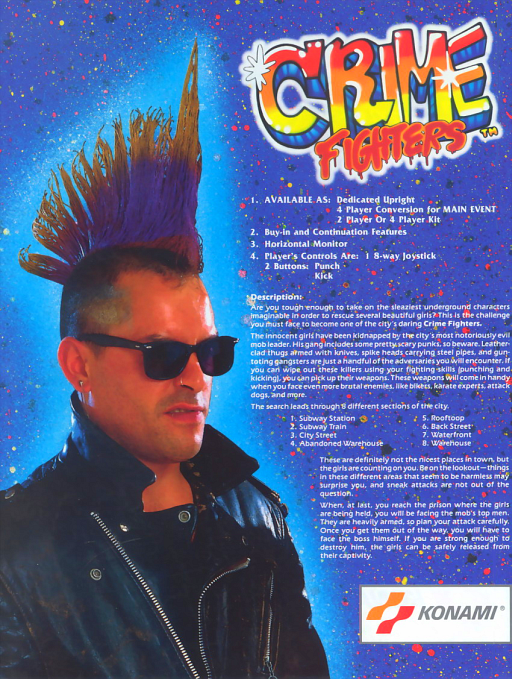 CRIME
FIGHTERS™
1. AVAILABLE AS: Dedicated Upright
4 Player Conversion for MAIN EVENT
2 Player Or 4 Player Kit
2. Buy-in and Continuation Features
3. Horizontal Monitor
4. Player's Controls Are: 1 8-way Joystick
2 Buttons: Punch
Kick
Description:
Are you tough enough to take on the sleaziest underground characters
imaginable in order to rescue several beautiful girls? This is the challenge
you must face to become one of the city's daring Crime Fighters.
The innocent girls have been kidnapped by the city's most notoriously evil
mob leader. His gang includes some pretty scary punks, so beware. Leather-
clad thugs armed with knives, spike heads carrying steel pipes, and gun-
toting gangsters are just a handful of the adversaries you will encounter. If
you can wipe out these killers using your fighting skills (punching and
kicking), you can pick up their weapons. These weapons will come in handy
when you face even more brutal enemies, like bikers, karate experts, attack
dogs, and more.
The search leads through 8 different sections of the city.
1. Subway Station
2. Subway Train
3. City Street
4. Abandoned Warehouse
5. Rooftoop
6. Back Street
7. Waterfront
8. Warehouse
These are definitely not the nicest places in town, but
the girls are counting on you. Be on the lookout—things
in these different areas that seem to be harmless may
surprise you, and sneak attacks are not out of the
question.
When, at last, you reach the prison where the girls
are being held, you will be facing the mob's top men.
They are heavily armed, so plan your attack carefully.
Once you get them out of the way, you will have to
face the boss himself. If you are strong enough to
destroy him, the girls can be safely released from
their captivity.
KONAMI®